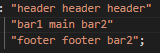 : "header header header"
"bar1 main bar2"
"footer footer bar2";